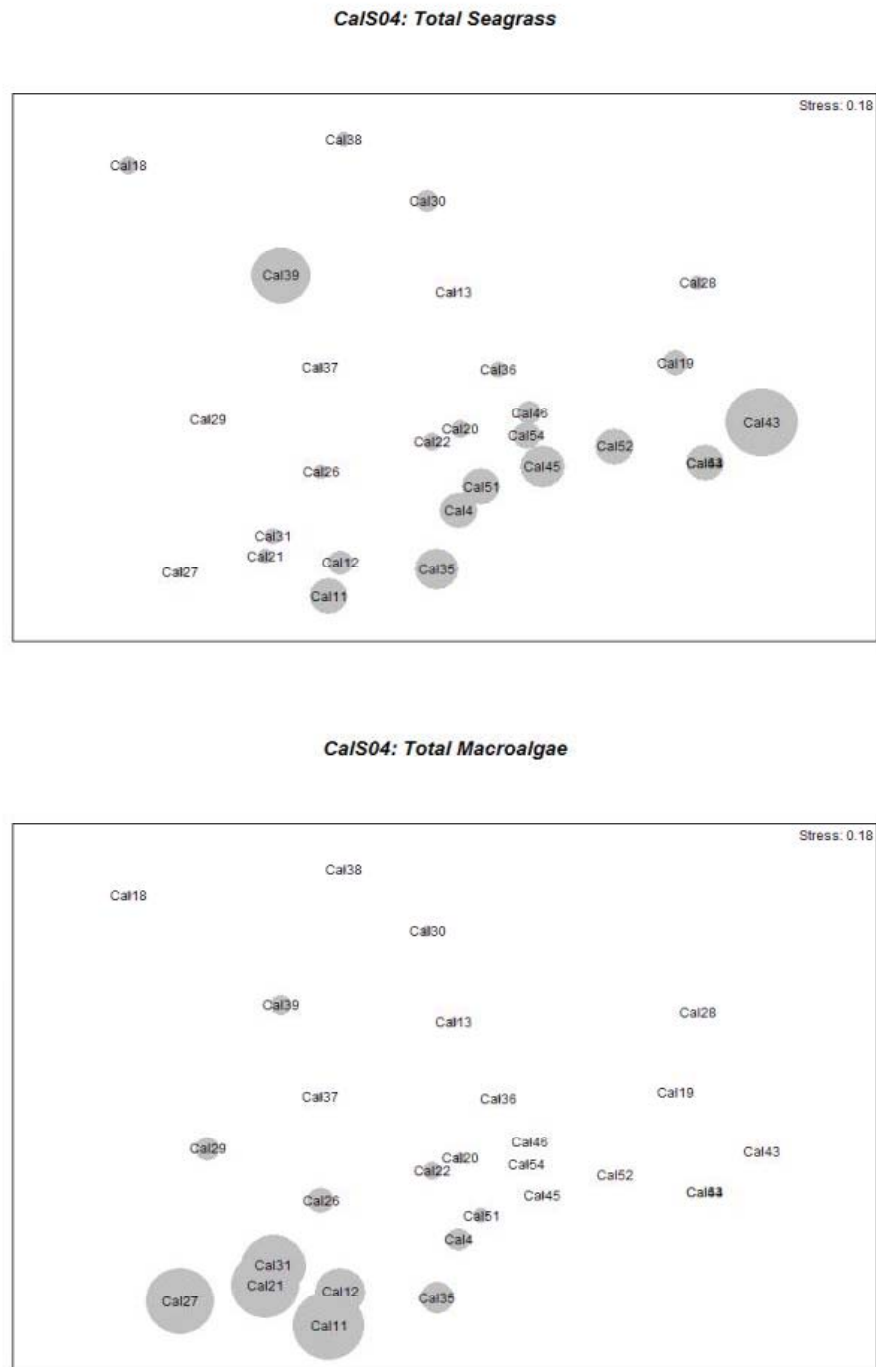 CalS04: Total Seagrass
Stress: 0.18
Cal38
Cal18
Cal30
Cal39
Cal28
Cal13
Cal19
Cal37
Cal36
Cal46
Cal29
Cal43
Cal20
Cal54
Cal22
Cal52
Cal45
Cal26
Cal51
Cal4
Cal31
Cal21
Cal12
Cal35
Cal27
Cal11
CalS04: Total Macroalgae
Stress: 0.18
Cal38
Cal18
Cal30
Cal39
Cal28
Cal13
Cal19
Cal37
Cal36
Cal46
Cal29
Cal43
Cal20
Cal54
Cal22
Cal52
Cal45
Cal26
Cal51
Cal4
Cal31
Cal21
Cal12
Cal35
Cal27
Cal11